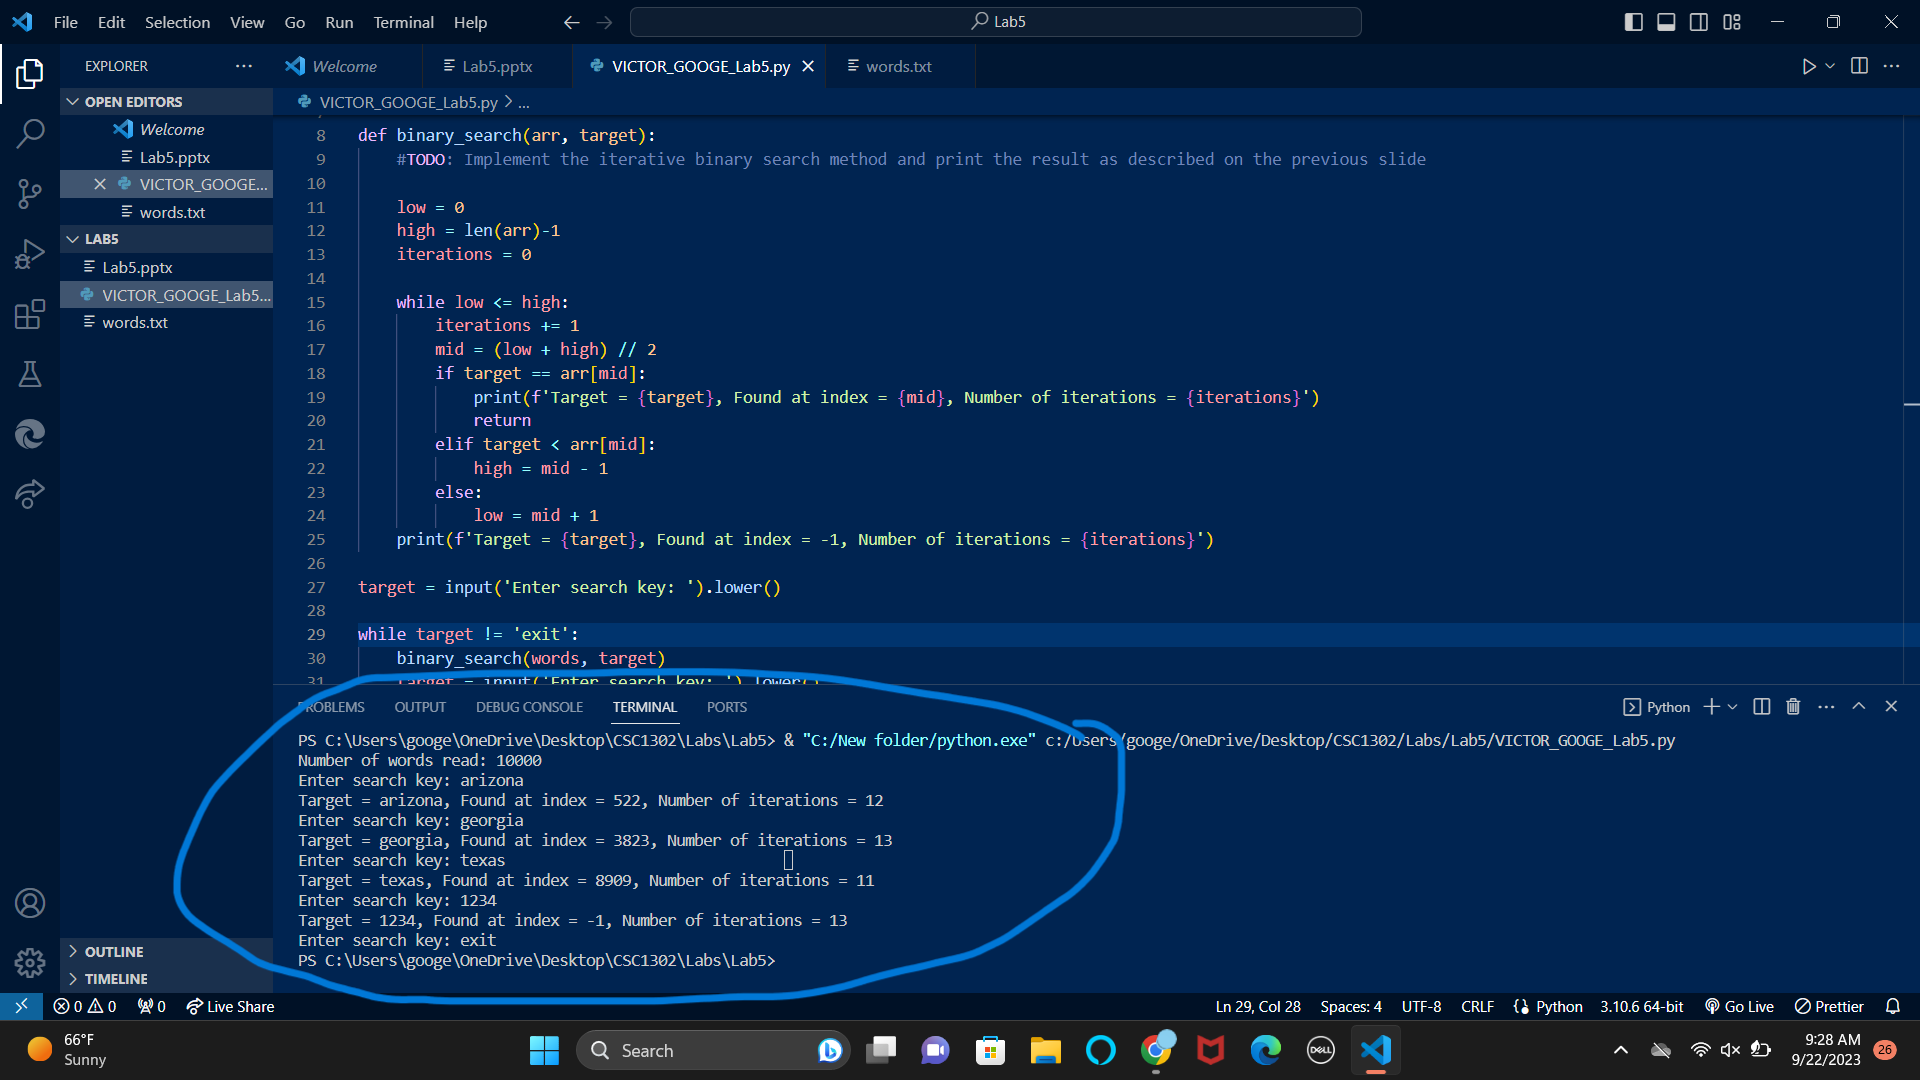 File Edit Selection View Go Run Terminal Help
Lab5
EXPLORER
Welcome
Lab5.pptx
VICTOR_GOOGE_Lab5.py
words.txt
OPEN EDITORS
Welcome
Lab5.pptx
VICTOR_GOOGE...
words.txt
LAB5
Lab5.pptx
VICTOR_GOOGE_Lab5...
words.txt
OUTLINE
TIMELINE
VICTOR_GOOGE_Lab5.py > ...
8 def binary_search(arr, target):
9 #TODO: Implement the iterative binary search method and print the result as described on the previous slide
10
11 low = 0
12 high = len(arr)-1
13 iterations = 0
14
15 while low <= high:
16 iterations += 1
17 mid = (low + high) // 2
18 if target == arr[mid]:
19 print(f'Target = {target}, Found at index = {mid}, Number of iterations = {iterations}')
20 return
21 elif target < arr[mid]:
22 high = mid - 1
23 else:
24 low = mid + 1
25 print(f'Target = {target}, Found at index = -1, Number of iterations = {iterations}')
26
27 target = input('Enter search key: ').lower()
28
29 while target != 'exit':
30 binary_search(words, target)
31 target = input('Enter search key: ').lower()
PROBLEMS OUTPUT DEBUG CONSOLE TERMINAL PORTS
Python
PS C:\Users\googe\OneDrive\Desktop\CSC1302\Labs\Lab5> & "C:/New folder/python.exe" c:/Users/googe/OneDrive/Desktop/CSC1302/Labs/Lab5/VICTOR_GOOGE_Lab5.py
Number of words read: 10000
Enter search key: arizona
Target = arizona, Found at index = 522, Number of iterations = 12
Enter search key: georgia
Target = georgia, Found at index = 3823, Number of iterations = 13
Enter search key: texas
Target = texas, Found at index = 8909, Number of iterations = 11
Enter search key: 1234
Target = 1234, Found at index = -1, Number of iterations = 13
Enter search key: exit
PS C:\Users\googe\OneDrive\Desktop\CSC1302\Labs\Lab5>
0 0 0 Live Share
Ln 29, Col 28 Spaces: 4 UTF-8 CRLF Python 3.10.6 64-bit Go Live Prettier
66°F
Sunny
Search
DELL
9:28 AM
9/22/2023
26